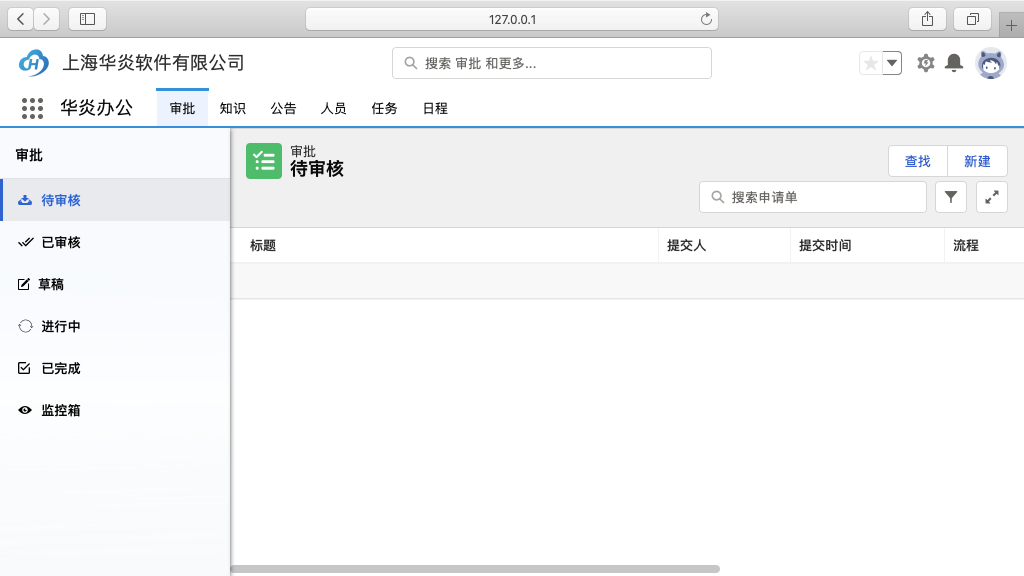 127.0.0.1
上海华炎软件有限公司
搜索 审批 和更多...
华炎办公
审批
知识
公告
人员
任务
日程
审批
待审核
已审核
草稿
进行中
已完成
监控箱
审批
待审核
查找
新建
搜索申请单
标题
提交人
提交时间
流程